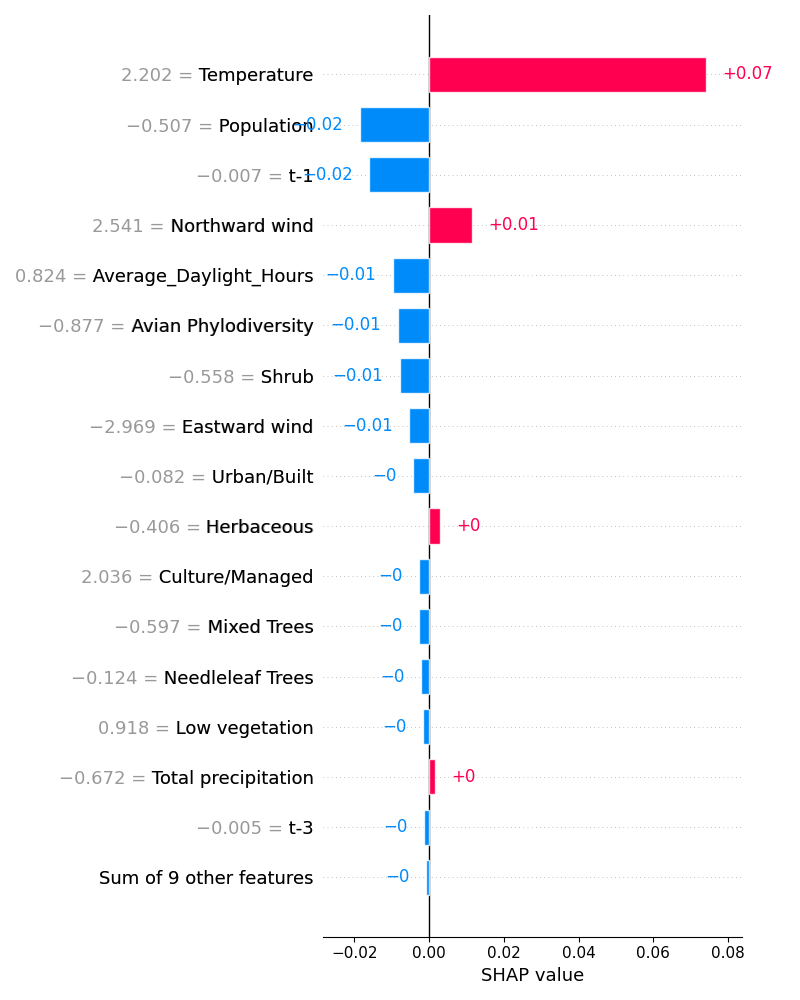 2.202 = Temperature +0.07
−0.507 = Population −0.02
−0.007 = t-1 −0.02
2.541 = Northward wind +0.01
0.824 = Average_Daylight_Hours −0.01
−0.877 = Avian Phylodiversity −0.01
−0.558 = Shrub −0.01
−2.969 = Eastward wind −0.01
−0.082 = Urban/Built −0
−0.406 = Herbaceous +0
2.036 = Culture/Managed −0
−0.597 = Mixed Trees −0
−0.124 = Needleleaf Trees −0
0.918 = Low vegetation −0
−0.672 = Total precipitation +0
−0.005 = t-3 −0
Sum of 9 other features −0
−0.02 0.00 0.02 0.04 0.06 0.08
SHAP value